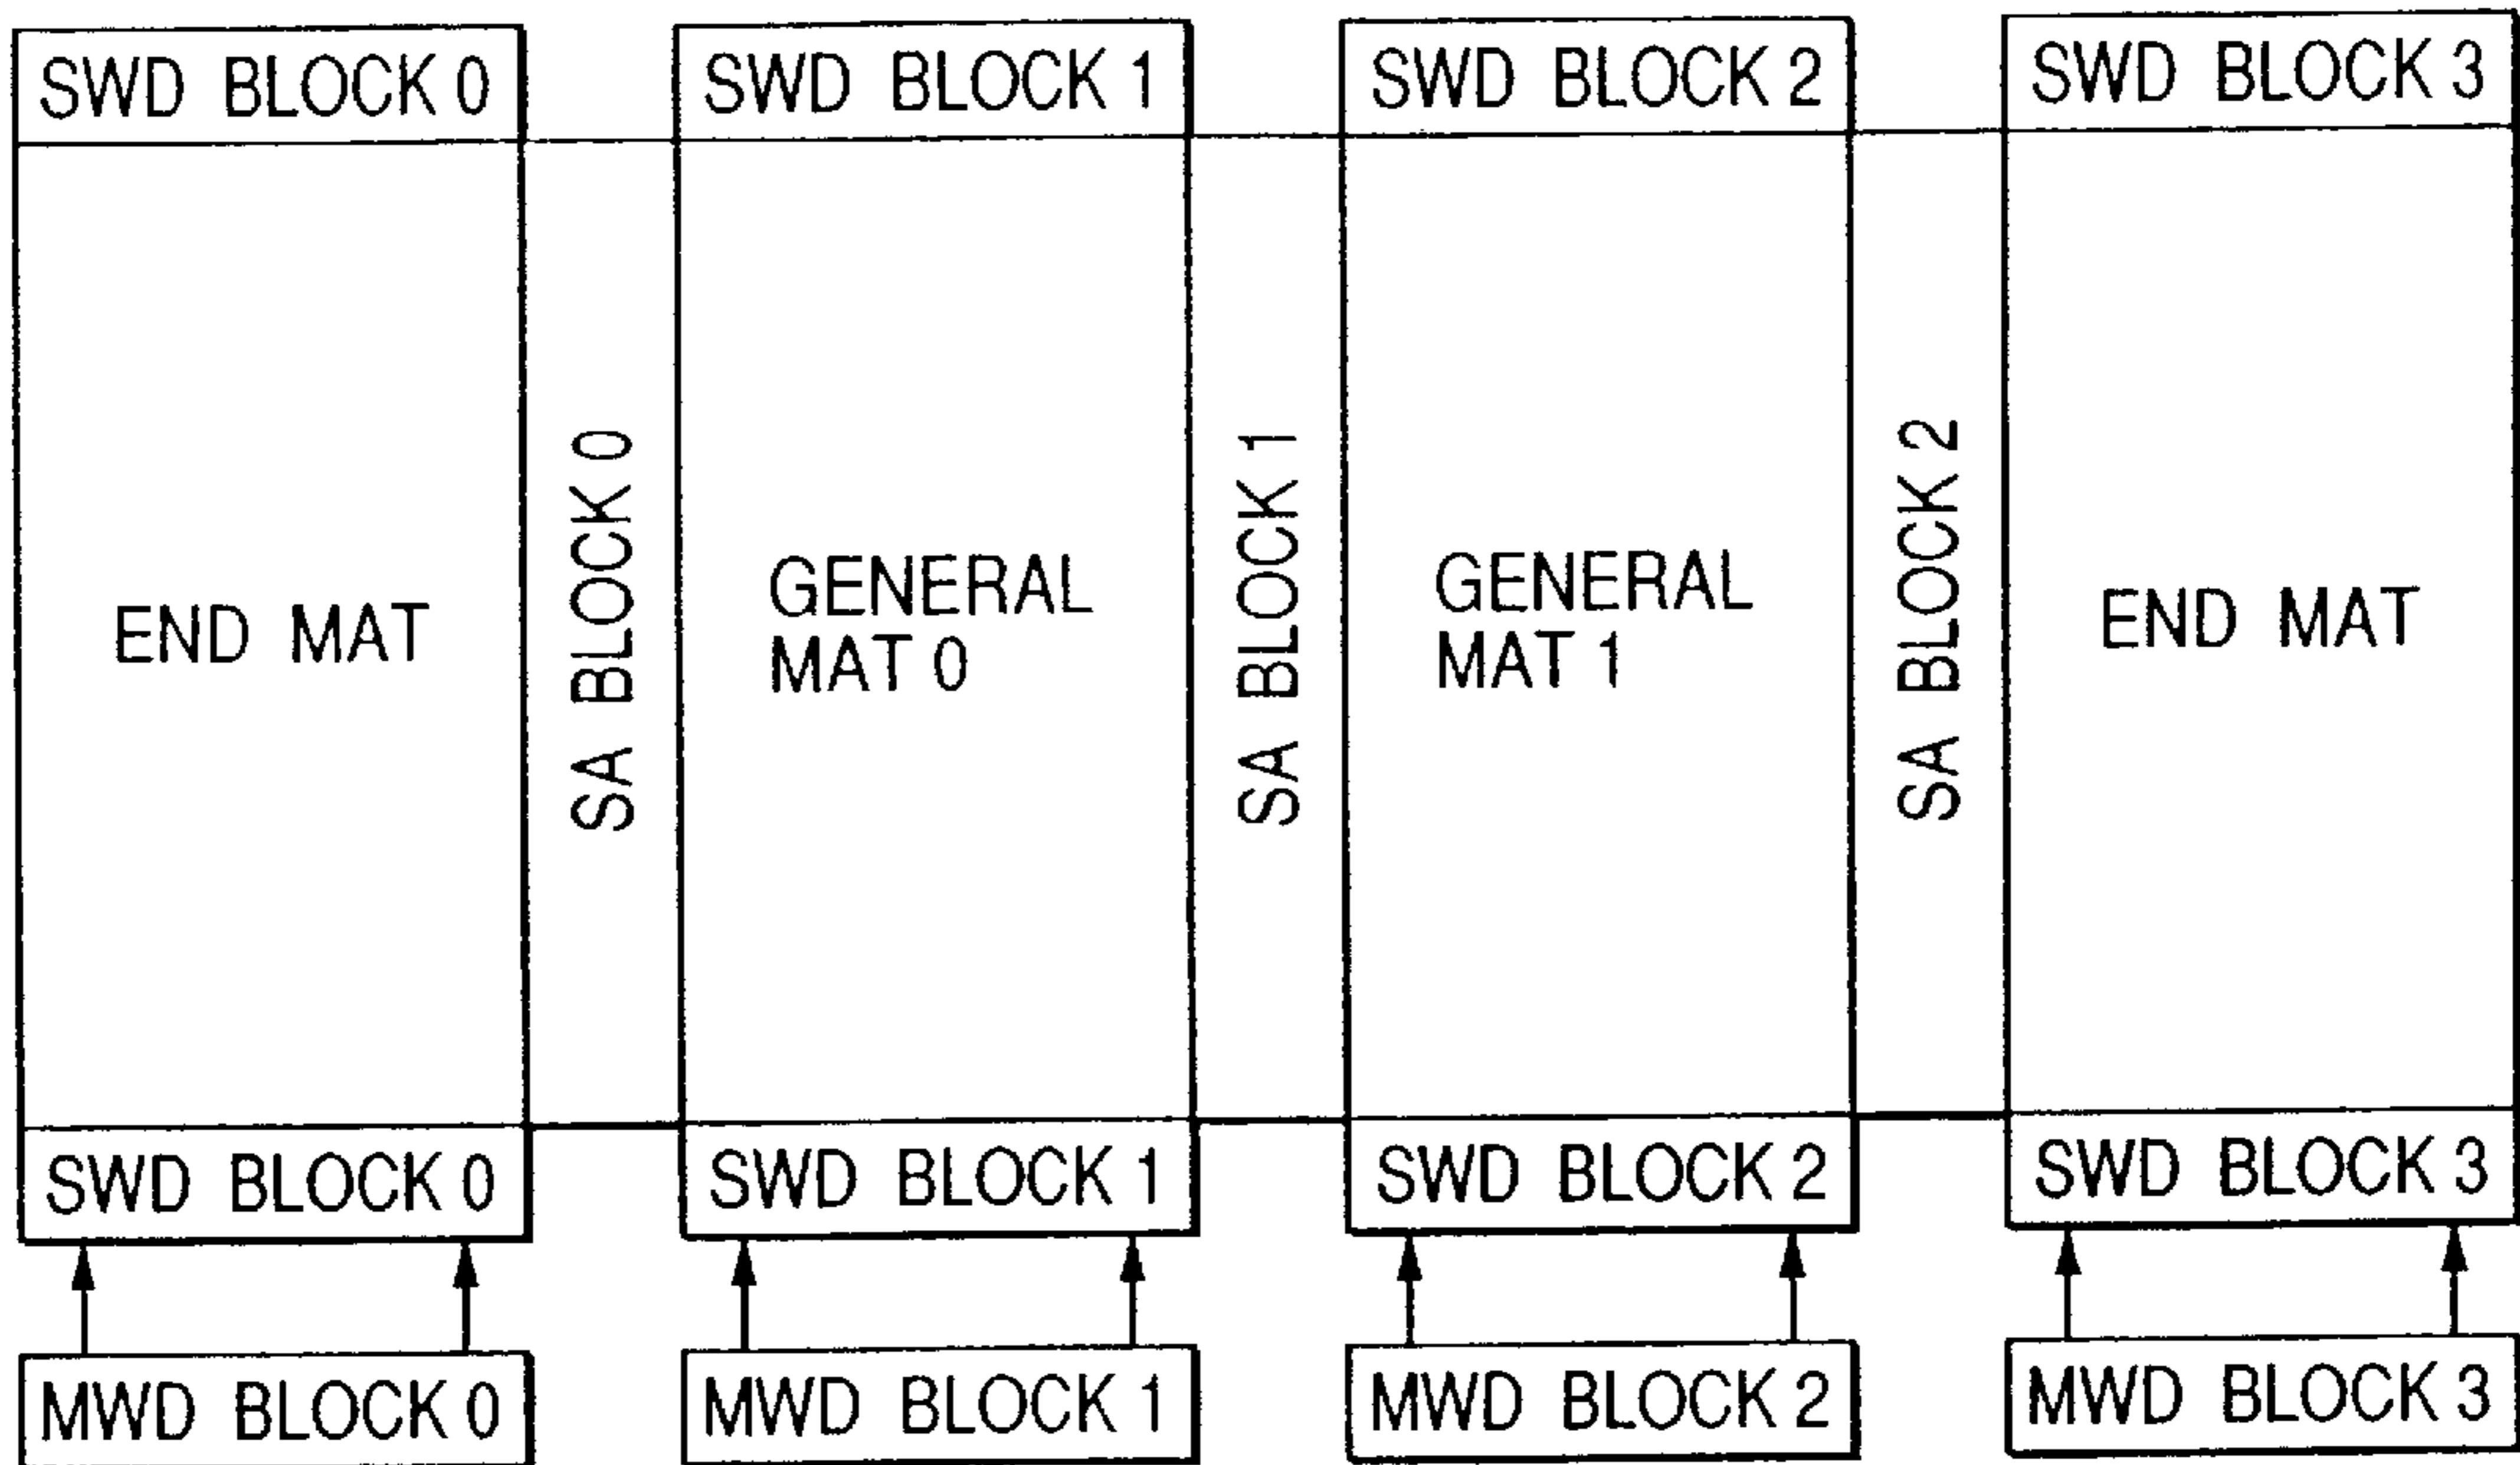 SWD BLOCK 0
SWD BLOCK 1
SWD BLOCK 2
SWD BLOCK 3
END MAT
SA BLOCK 0
GENERAL
MAT 0
SA BLOCK 1
GENERAL
MAT 1
SA BLOCK 2
END MAT
SWD BLOCK 0
SWD BLOCK 1
SWD BLOCK 2
SWD BLOCK 3
MWD BLOCK 0
MWD BLOCK 1
MWD BLOCK 2
MWD BLOCK 3